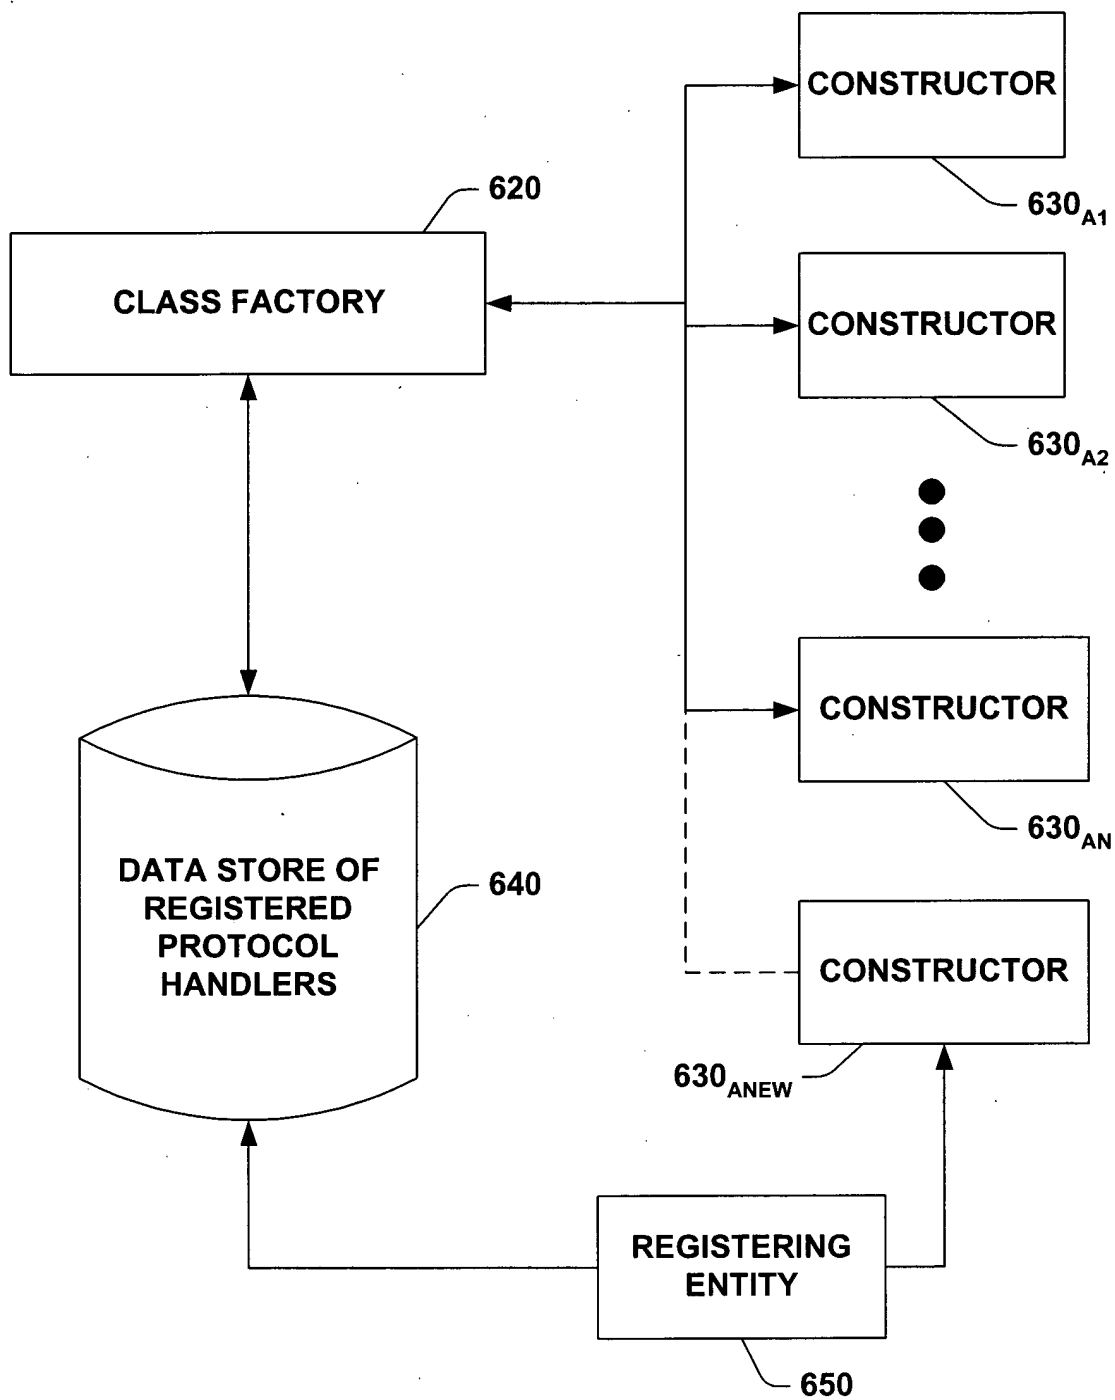 CONSTRUCTOR
630A1
620
CLASS FACTORY
CONSTRUCTOR
630A2
CONSTRUCTOR
630AN
DATA STORE OF
REGISTERED
PROTOCOL
HANDLERS
640
CONSTRUCTOR
630ANEW
REGISTERING
ENTITY
650